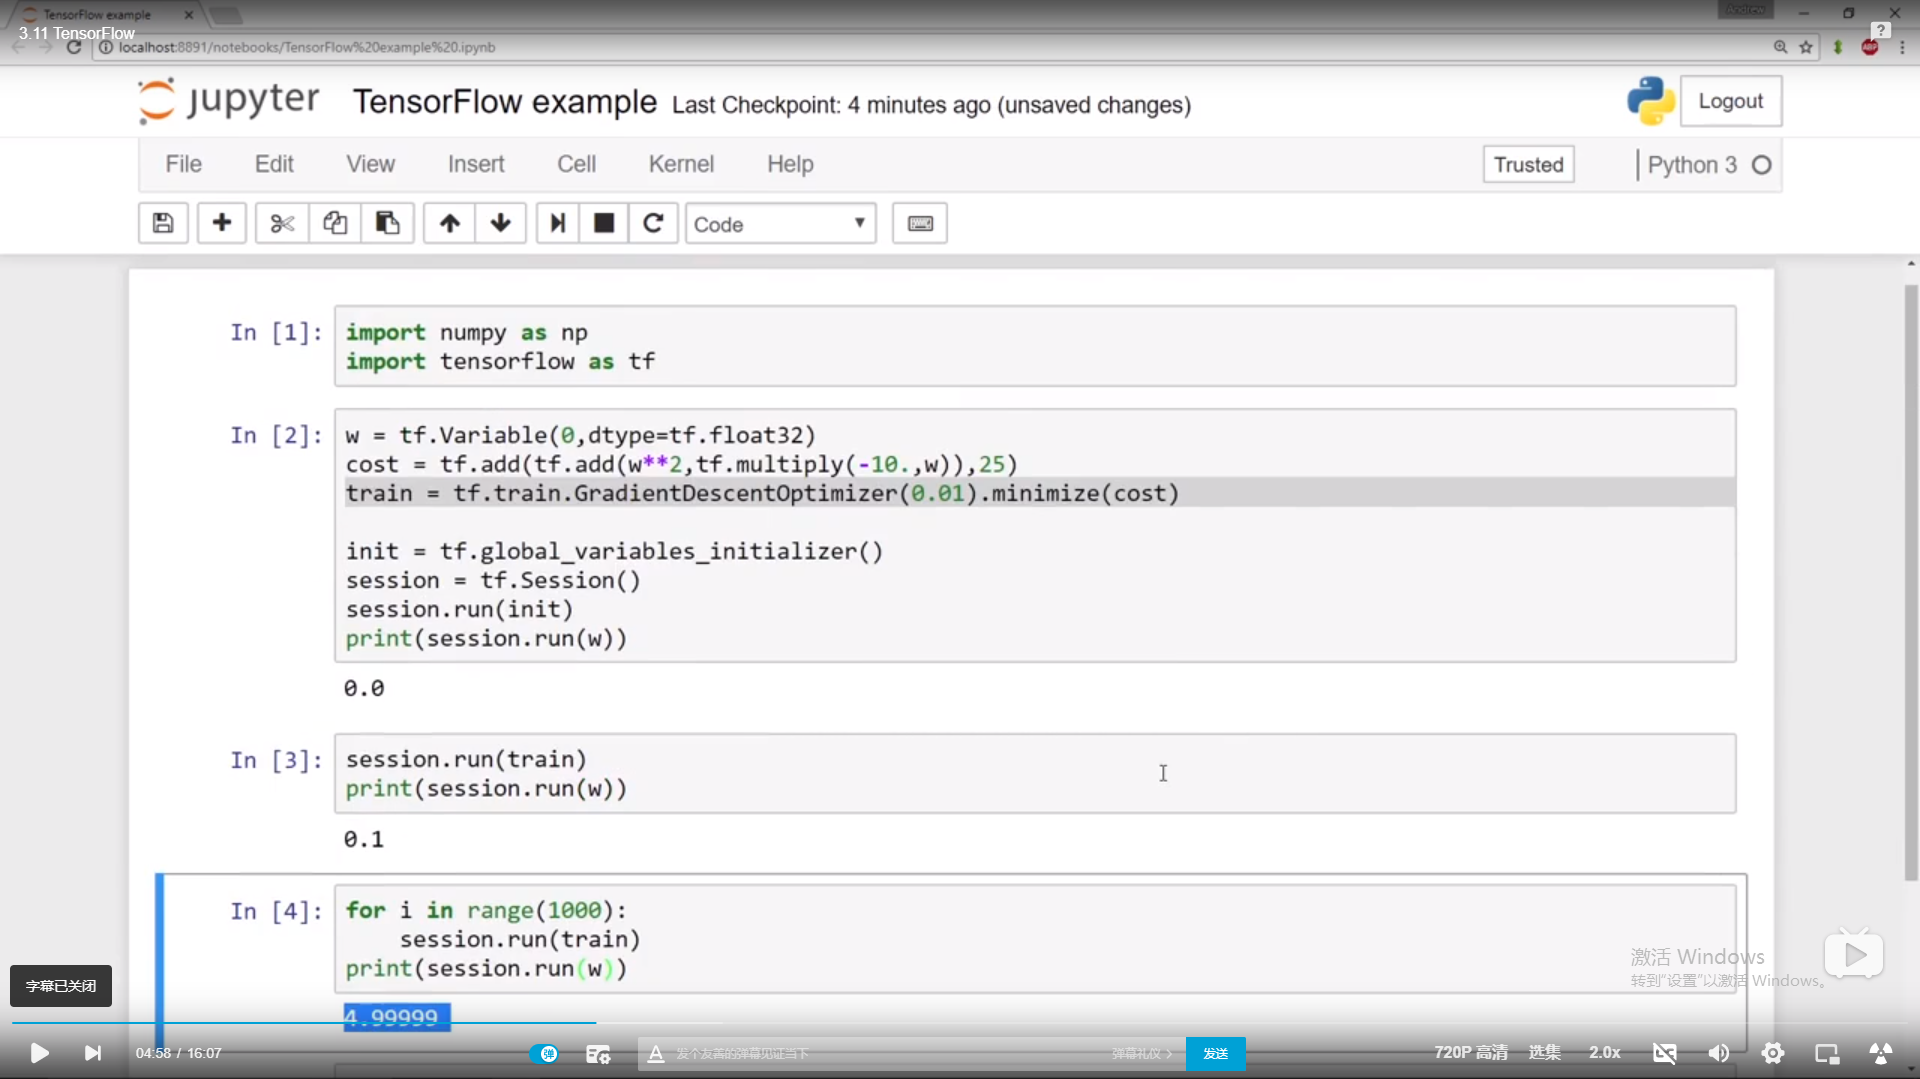 TensorFlow example
Andrew
3.11 TensorFlow
localhost:8891/notebooks/TensorFlow%20example%20.ipynb
ABP
?
jupyter TensorFlow example Last Checkpoint: 4 minutes ago (unsaved changes)
Logout
File Edit View Insert Cell Kernel Help
Trusted
Python 3
Code
In [1]:
import numpy as np
import tensorflow as tf
In [2]:
w = tf.Variable(0,dtype=tf.float32)
cost = tf.add(tf.add(w**2,tf.multiply(-10.,w)),25)
train = tf.train.GradientDescentOptimizer(0.01).minimize(cost)
init = tf.global_variables_initializer()
session = tf.Session()
session.run(init)
print(session.run(w))
0.0
In [3]:
session.run(train)
print(session.run(w))
0.1
In [4]:
for i in range(1000):
session.run(train)
print(session.run(w))
4.99999
激活 Windows
转到"设置"以激活 Windows。
字幕已关闭
04:58 / 16:07
弹
A 发个友善的弹幕见证当下
弹幕礼仪 >
发送
720P 高清
选集
2.0x